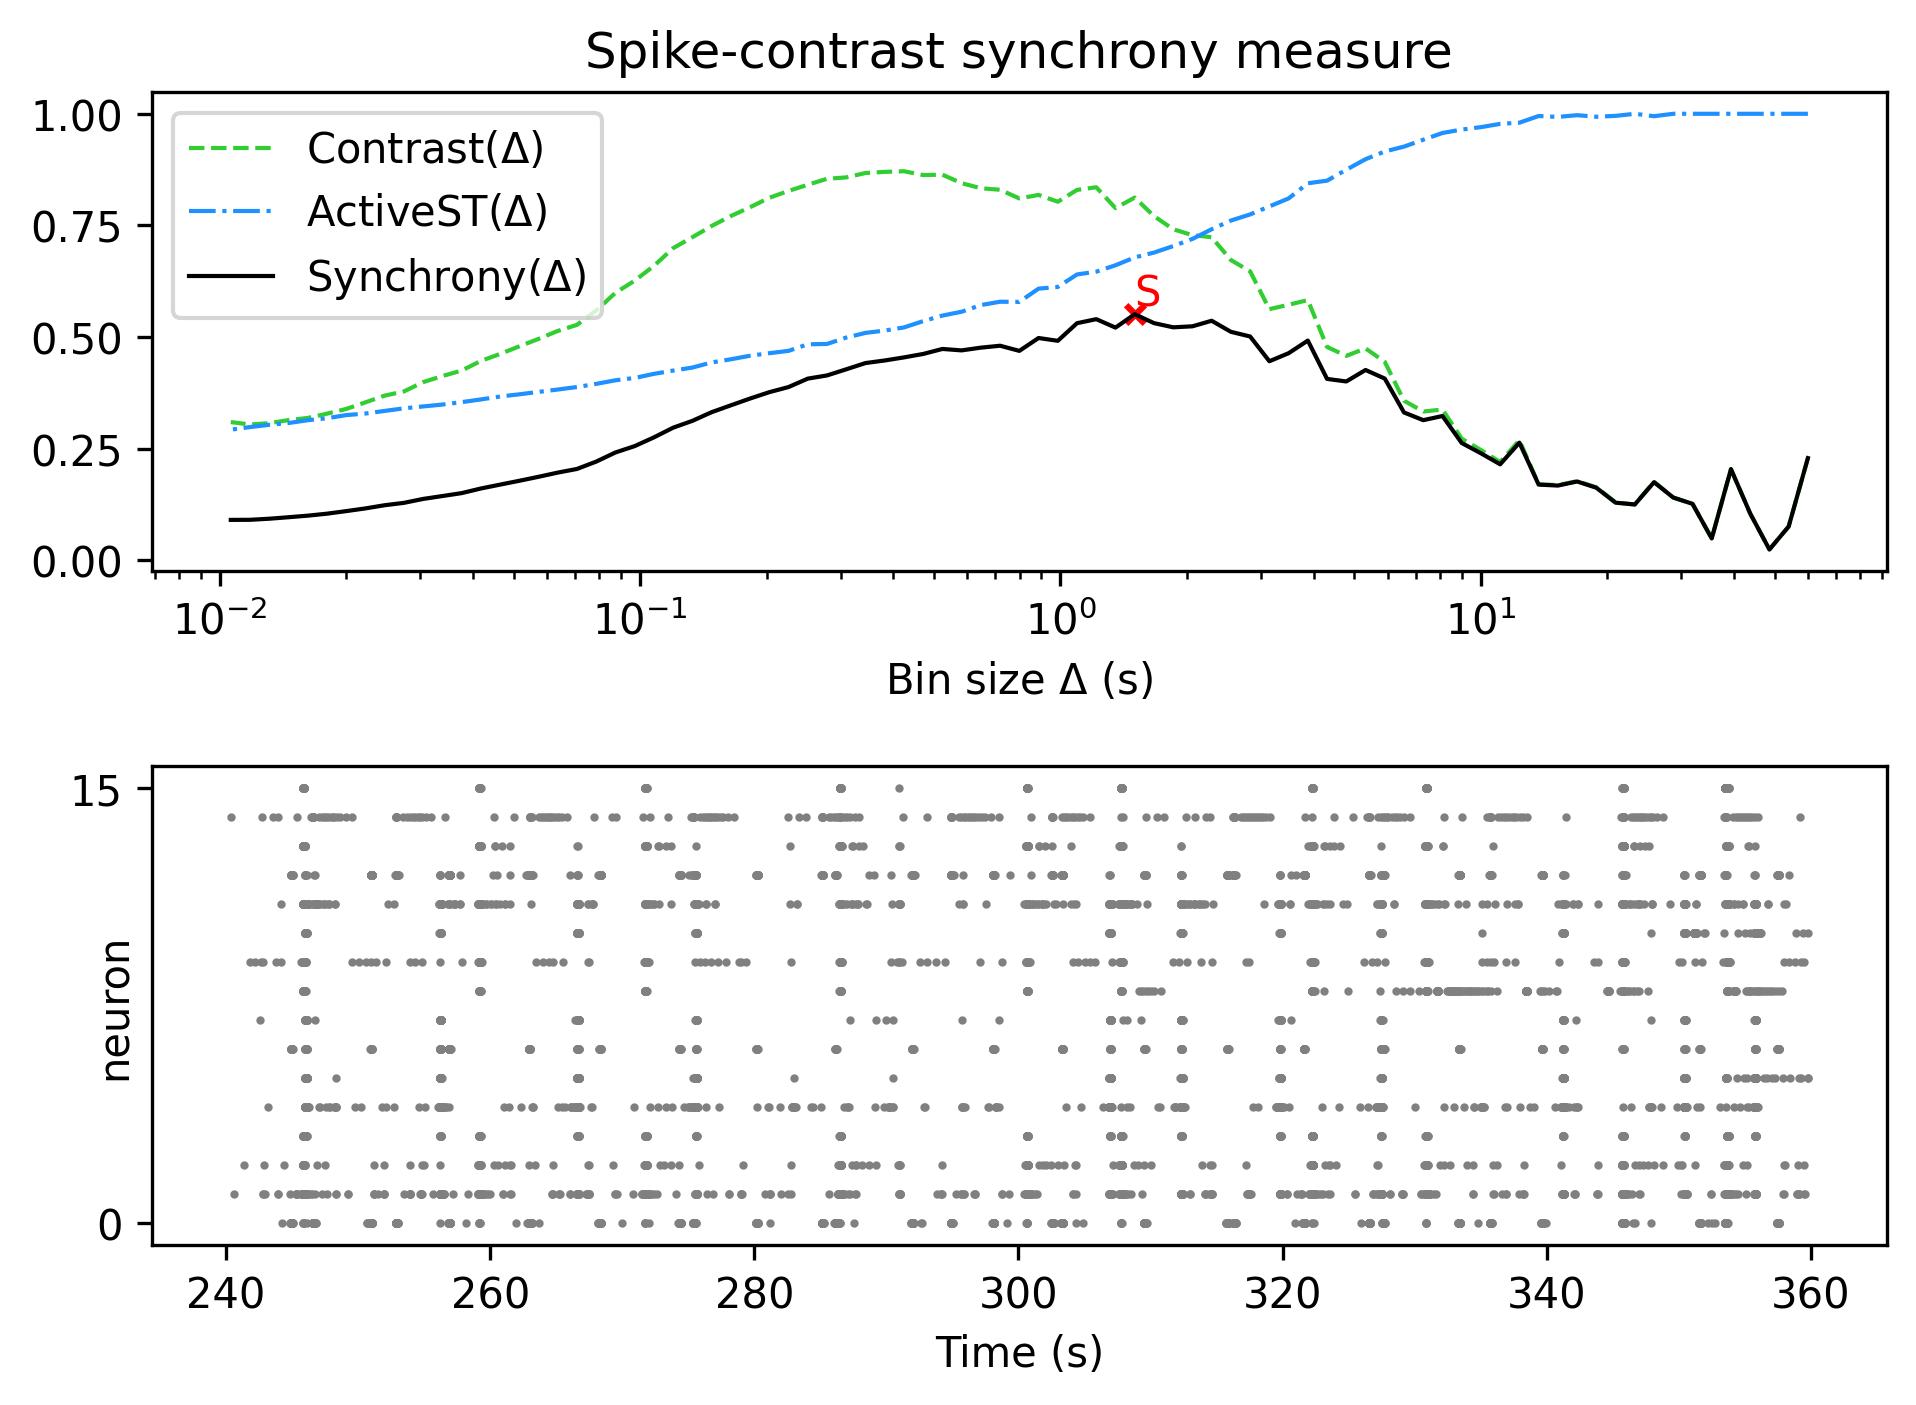 Spike-contrast synchrony measure
1.00
0.75
0.50
0.25
0.00
Contrast(Δ)
ActiveST(Δ)
Synchrony(Δ)
S
10⁻² 10⁻¹ 10⁰ 10¹
Bin size Δ (s)
15
0
neuron
240 260 280 300 320 340 360
Time (s)